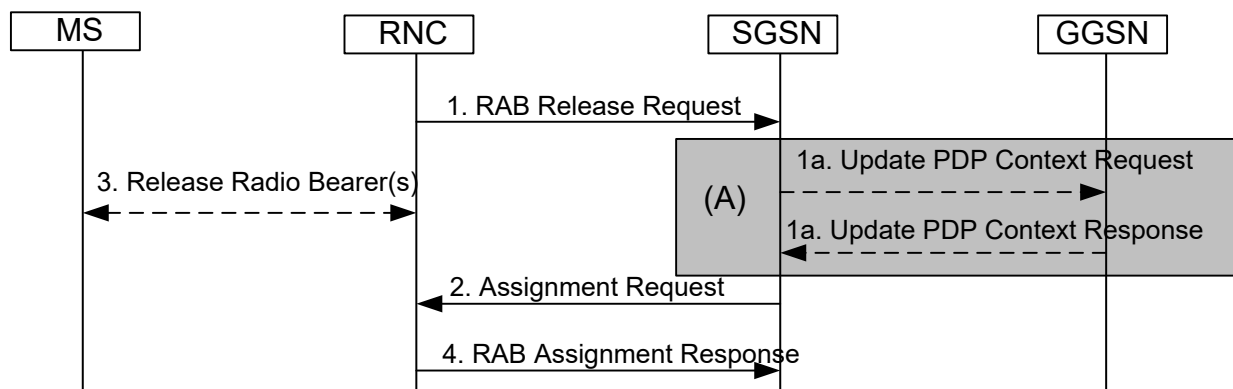 MS
RNC
SGSN
GGSN
1. RAB Release Request
1a. Update PDP Context Request
3. Release Radio Bearer(s)
(A)
1a. Update PDP Context Response
2. Assignment Request
4. RAB Assignment Response